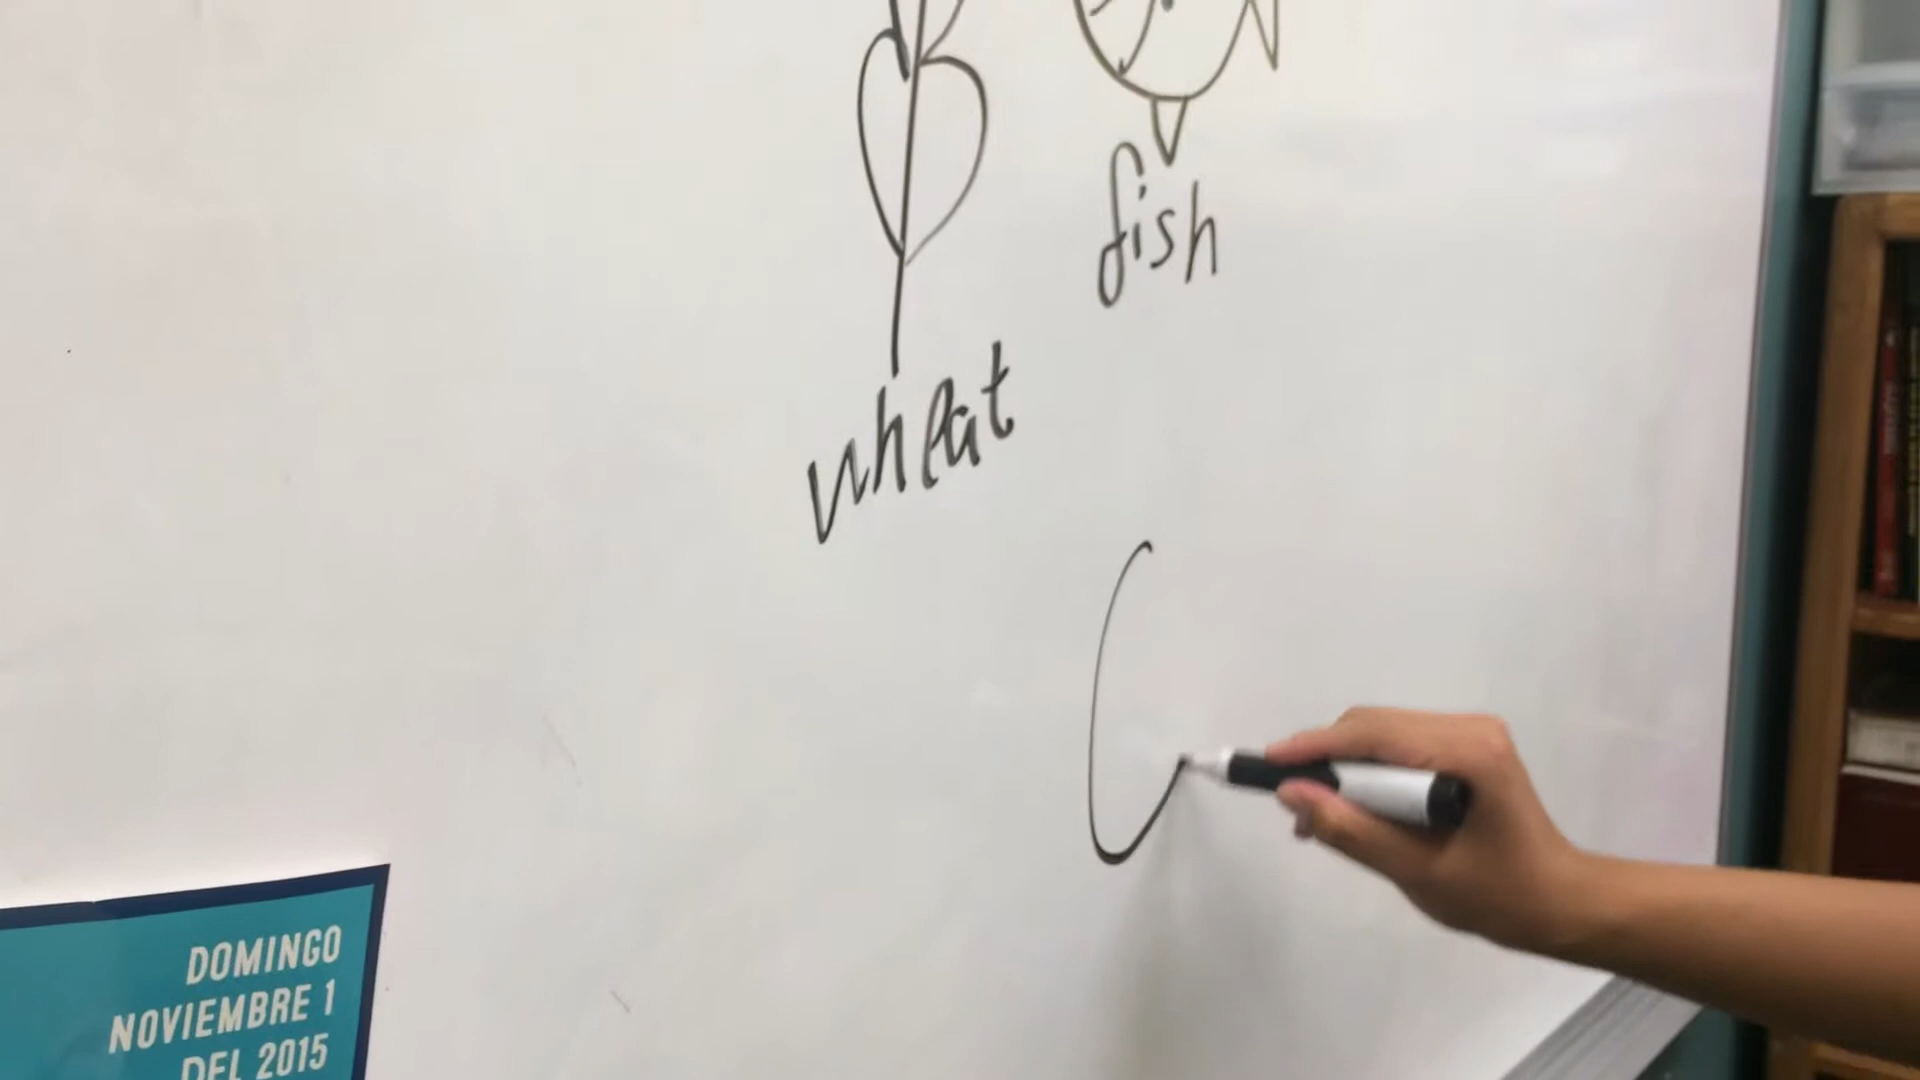 fish
wheat
DOMINGO
NOVIEMBRE 1
DEL 2015